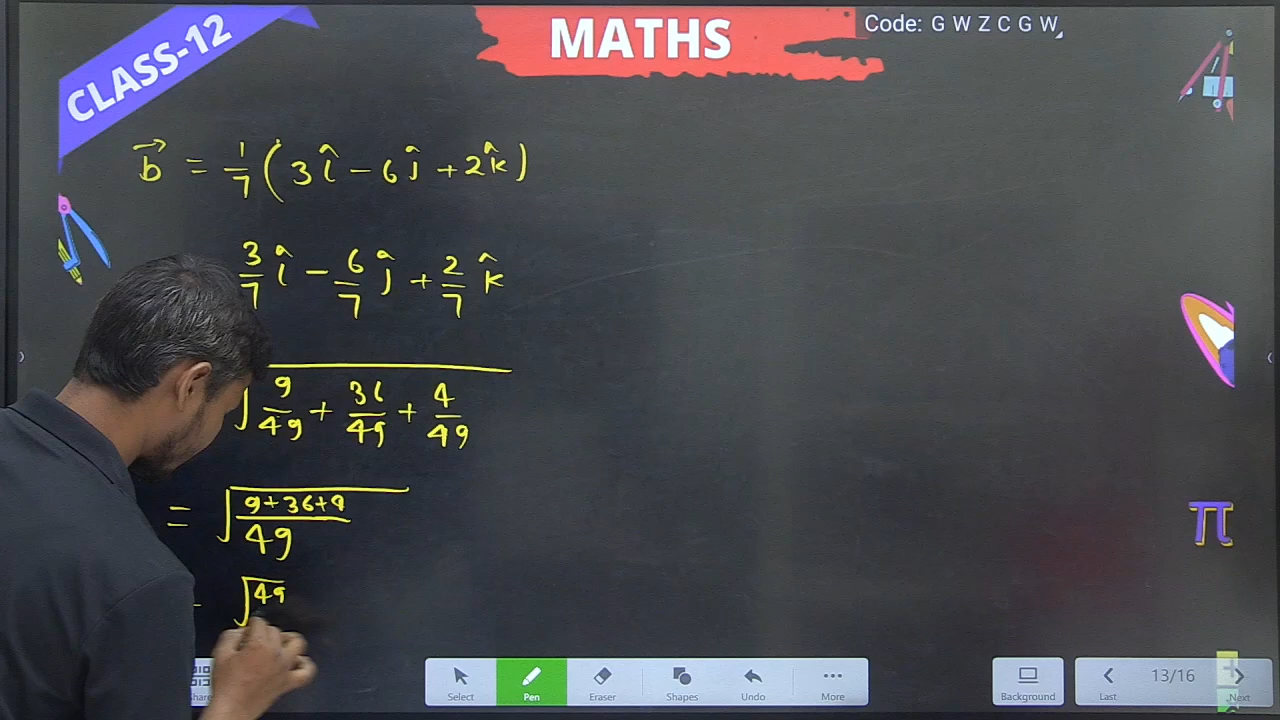 CLASS-12
MATHS
Code: G W Z C G W
b⃗ = 1/7 (3î - 6ĵ + 2k̂)
3/7 î - 6/7 ĵ + 2/7 k̂
√(9/49 + 36/49 + 4/49)
= √((9+36+4)/49)
√49
π
Select Pen Eraser Shapes Undo More Background Last 13/16 Next